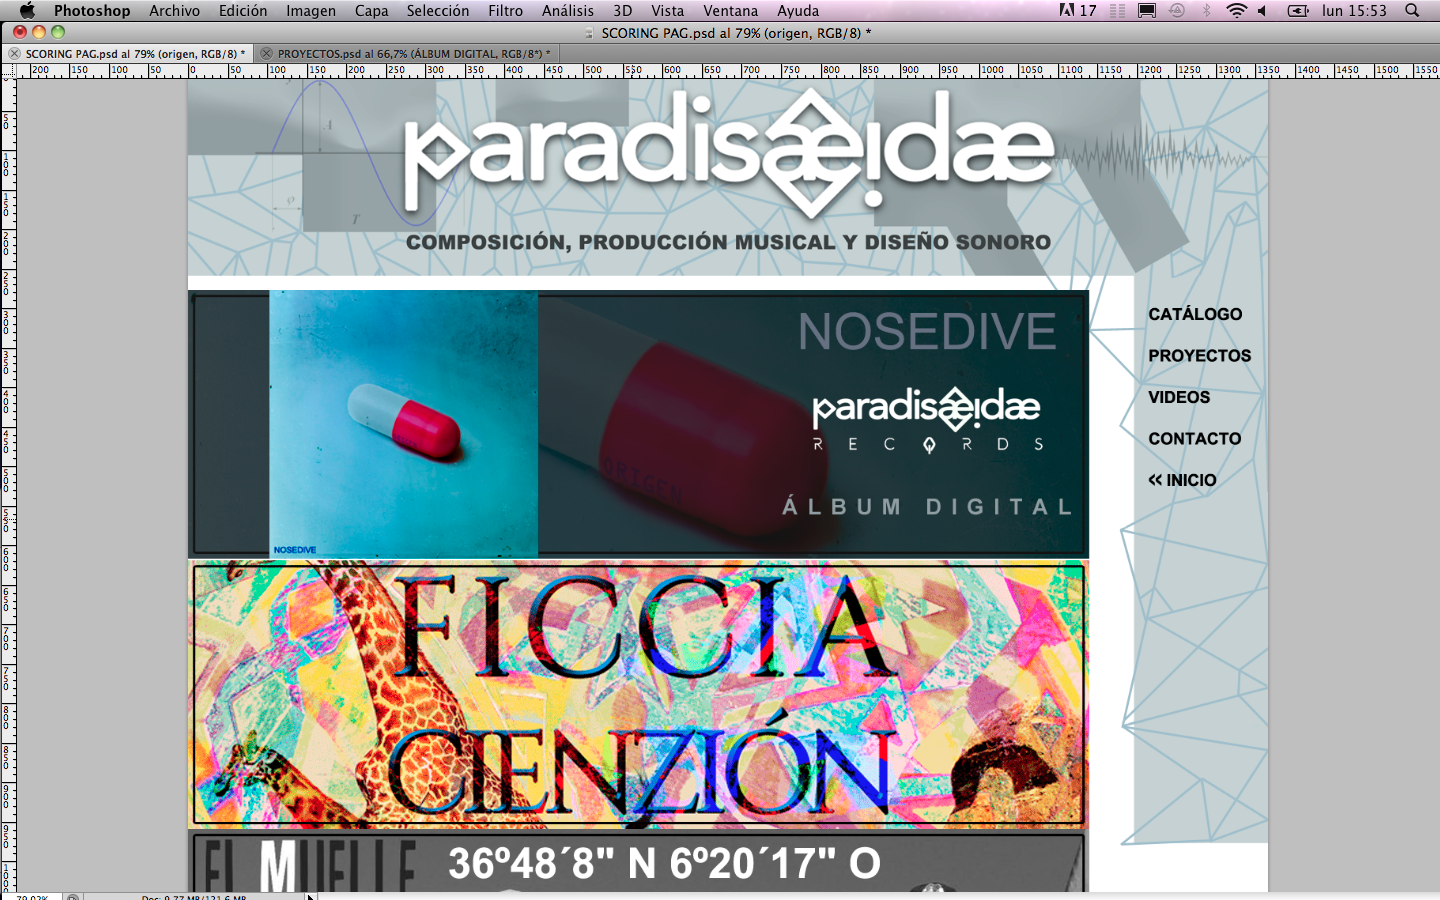 Photoshop Archivo Edición Imagen Capa Selección Filtro Análisis 3D Vista Ventana Ayuda 17 lun 15:53
SCORING PAG.psd al 79% (origen, RGB/8) *
SCORING PAG.psd al 79% (origen, RGB/8) * PROYECTOS.psd al 66,7% (ÁLBUM DIGITAL, RGB/8*) *
200 150 100 50 0 50 100 150 200 250 300 350 400 450 500 550 600 650 700 750 800 850 900 950 1000 1050 1100 1150 1200 1250 1300 1350 1400 1450 1500 1550
paradisæidæ
A
T
COMPOSICIÓN, PRODUCCIÓN MUSICAL Y DISEÑO SONORO
CATÁLOGO
PROYECTOS
VIDEOS
CONTACTO
<< INICIO
NOSEDIVE
paradisæidæ
RECORDS
ORIGEN
ÁLBUM DIGITAL
NOSEDIVE
FICCIA
CIENZIÓN
EL MUELLE
36º48´8" N 6º20´17" O
79,02% Doc: 9,77 MB/121,6 MB